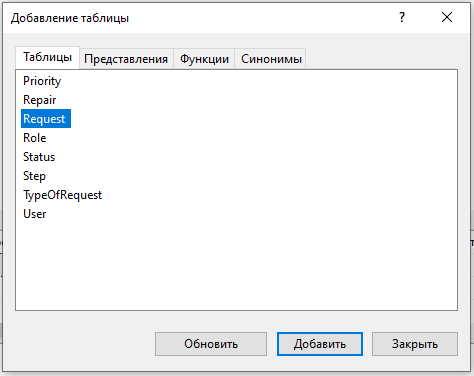 Добавление таблицы
Таблицы Представления Функции Синонимы
Priority
Repair
Request
Role
Status
Step
TypeOfRequest
User
Обновить Добавить Закрыть